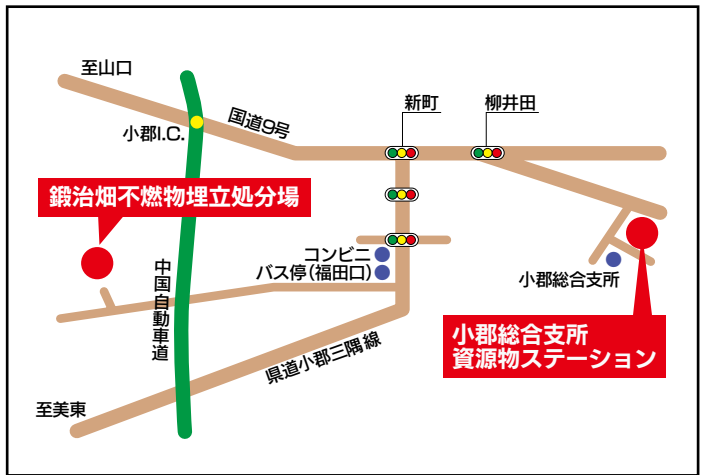 至山口
新町
柳井田
国道9号
小郡I.C.
鍛治畑不燃物埋立処分場
コンビニ
バス停（福田口）
中国自動車道
小郡総合支所
小郡総合支所
資源物ステーション
県道小郡三隅線
至美東